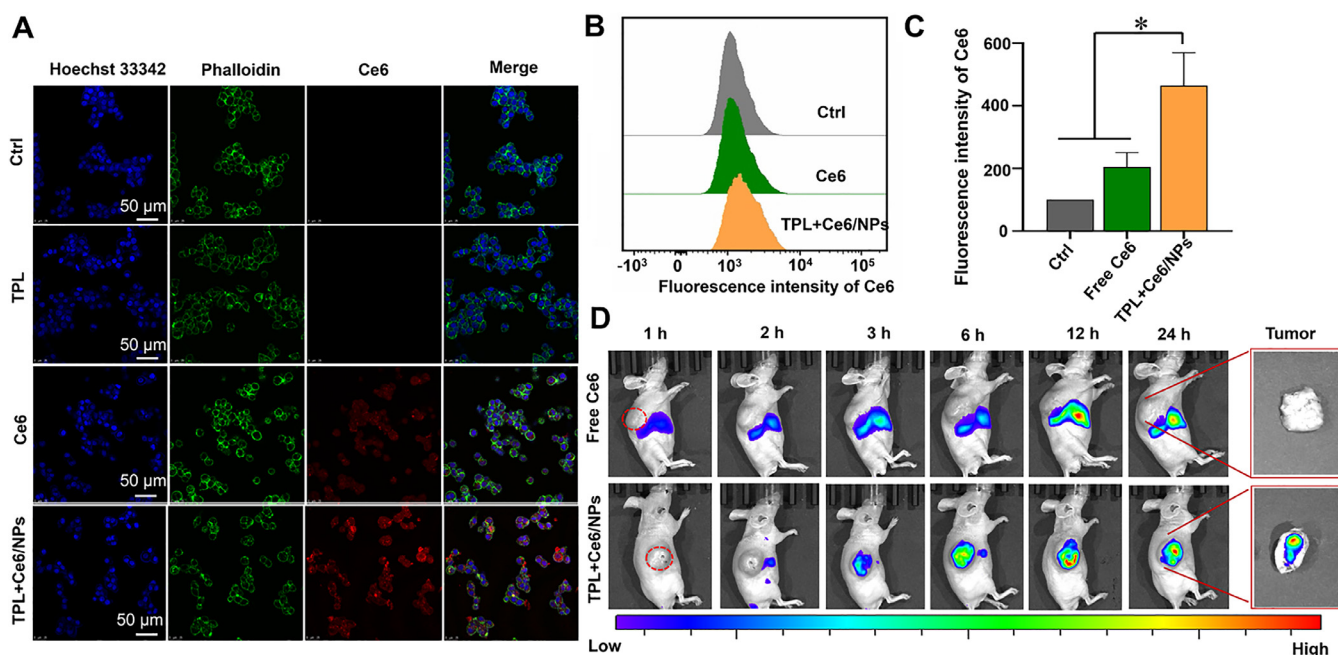 A
Hoechst 33342 Phalloidin Ce6 Merge
Ctrl
50 µm
TPL
50 µm
Ce6
50 µm
TPL+Ce6/NPs
50 µm
B
Ctrl
Ce6
TPL+Ce6/NPs
-10³ 0 10³ 10⁴ 10⁵
Fluorescence intensity of Ce6
C
Fluorescence intensity of Ce6
600
400
200
0
*
Ctrl
Free Ce6
TPL+Ce6/NPs
D
1 h 2 h 3 h 6 h 12 h 24 h Tumor
Free Ce6
TPL+Ce6/NPs
Low High